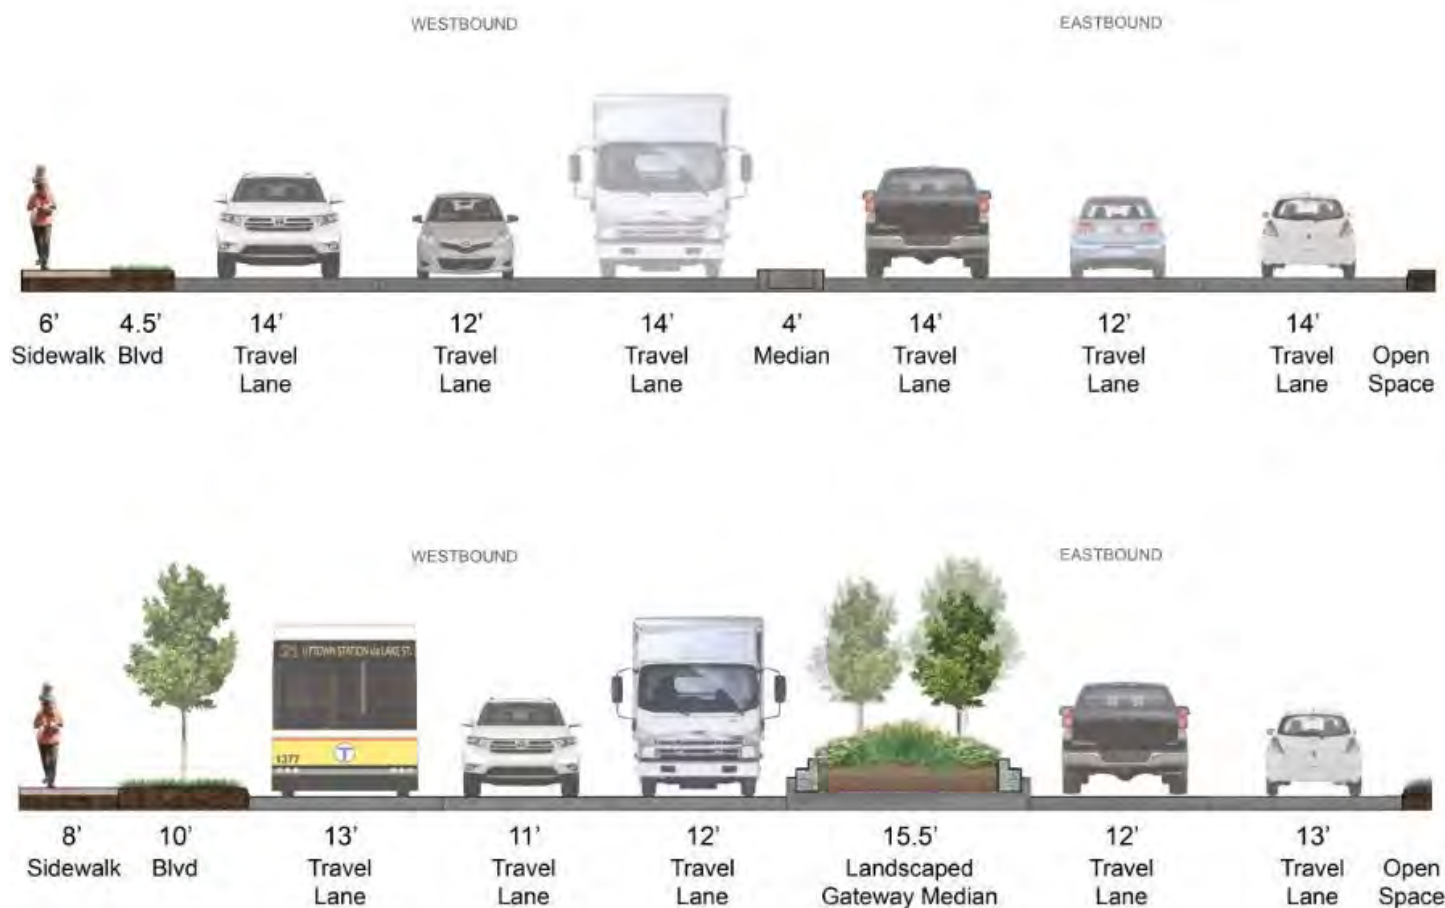 WESTBOUND EASTBOUND
6' 4.5' 14' 12' 14' 4' 14' 12' 14'
Sidewalk Blvd Travel Travel Travel Median Travel Travel Travel Open
Lane Lane Lane Lane Lane Lane Space
WESTBOUND EASTBOUND
UPTOWN STATION via LAKE ST.
1377 T
8' 10' 13' 11' 12' 15.5' 12' 13'
Sidewalk Blvd Travel Travel Travel Landscaped Travel Travel Open
Lane Lane Lane Gateway Median Lane Lane Space